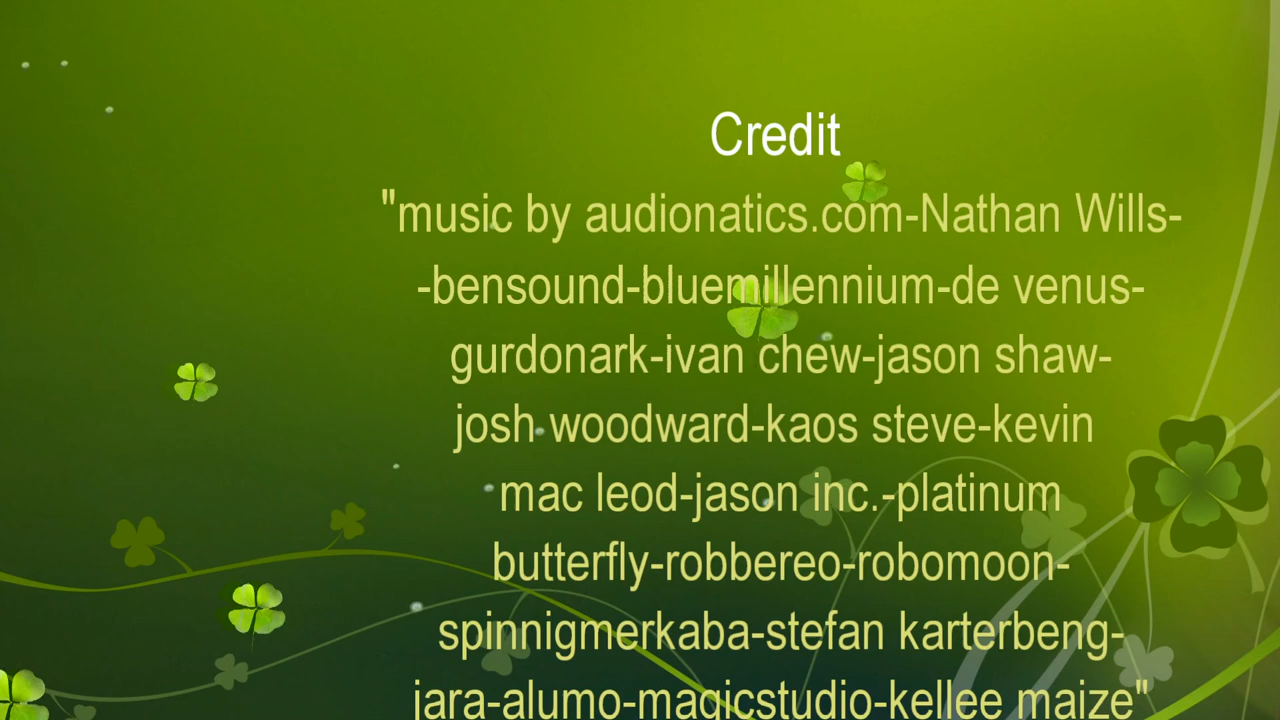 Credit
"music by audionatics.com-Nathan Wills-
-bensound-bluemillennium-de venus-
gurdonark-ivan chew-jason shaw-
josh woodward-kaos steve-kevin
mac leod-jason inc.-platinum
butterfly-robbereo-robomoon-
spinnigmerkaba-stefan karterbeng-
jara-alumo-magicstudio-kellee maize"